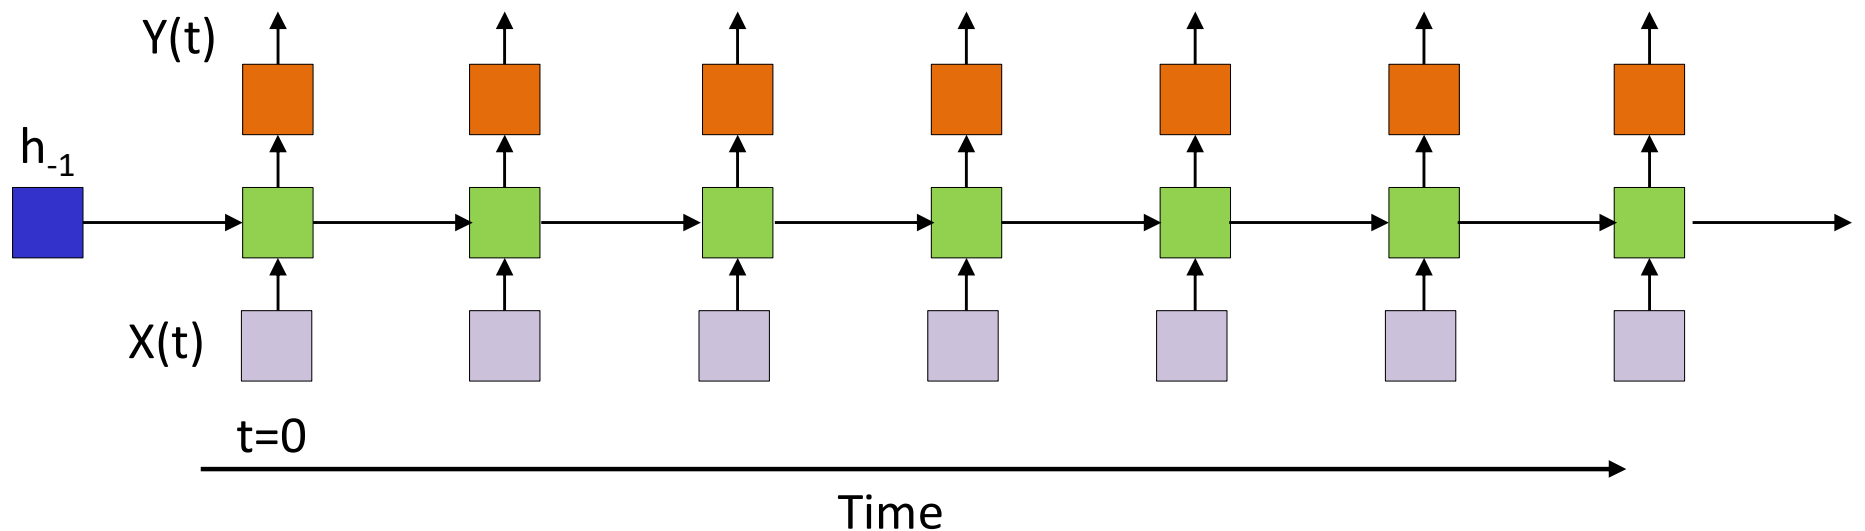 Y(t)
h₋₁
X(t)
t=0
Time